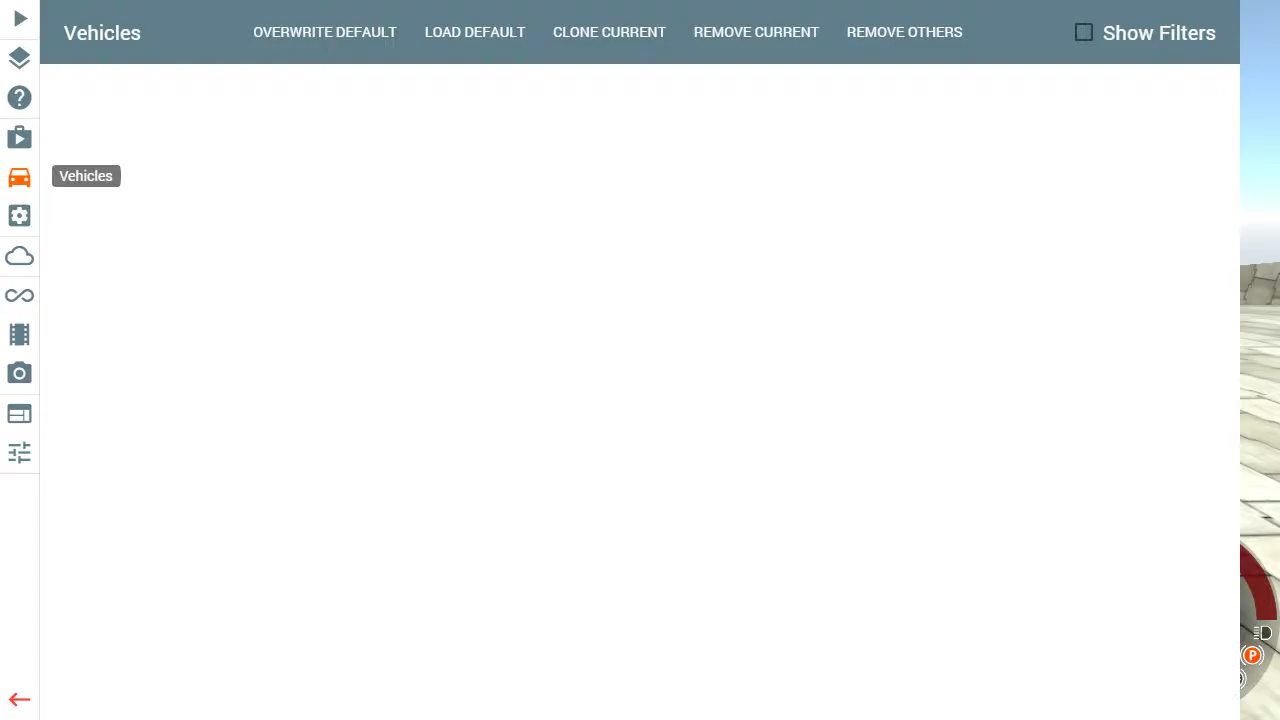 Vehicles
OVERWRITE DEFAULT
LOAD DEFAULT
CLONE CURRENT
REMOVE CURRENT
REMOVE OTHERS
Show Filters
Vehicles
P